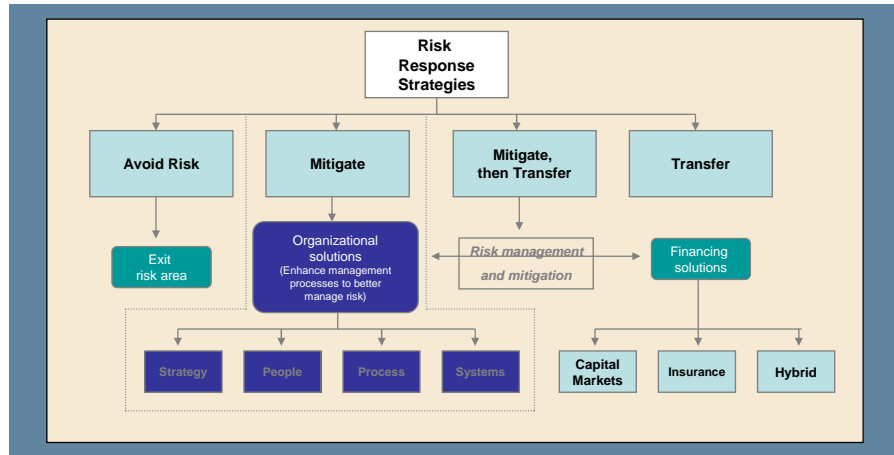 Risk
Response
Strategies
Avoid Risk
Mitigate
Mitigate,
then Transfer
Transfer
Exit
risk area
Organizational
solutions
(Enhance management
processes to better
manage risk)
Risk management
and mitigation
Financing
solutions
Strategy
People
Process
Systems
Capital
Markets
Insurance
Hybrid